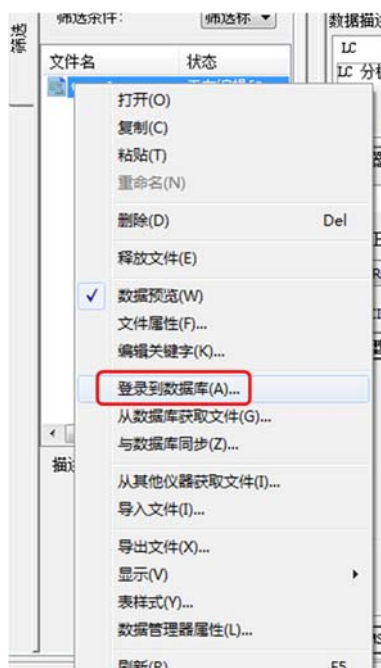 筛选
筛选条件:
筛选标
数据描述
文件名 状态
LC
LC 分析
打开(O)
复制(C)
粘贴(T)
重命名(N)
删除(D) Del
释放文件(E)
数据预览(W)
文件属性(F)...
编辑关键字(K)...
登录到数据库(A)...
从数据库获取文件(G)...
与数据库同步(Z)...
从其他仪器获取文件(I)...
导入文件(I)...
导出文件(X)...
显示(V)
表样式(Y)...
数据管理器属性(L)...
刷新(R) F5